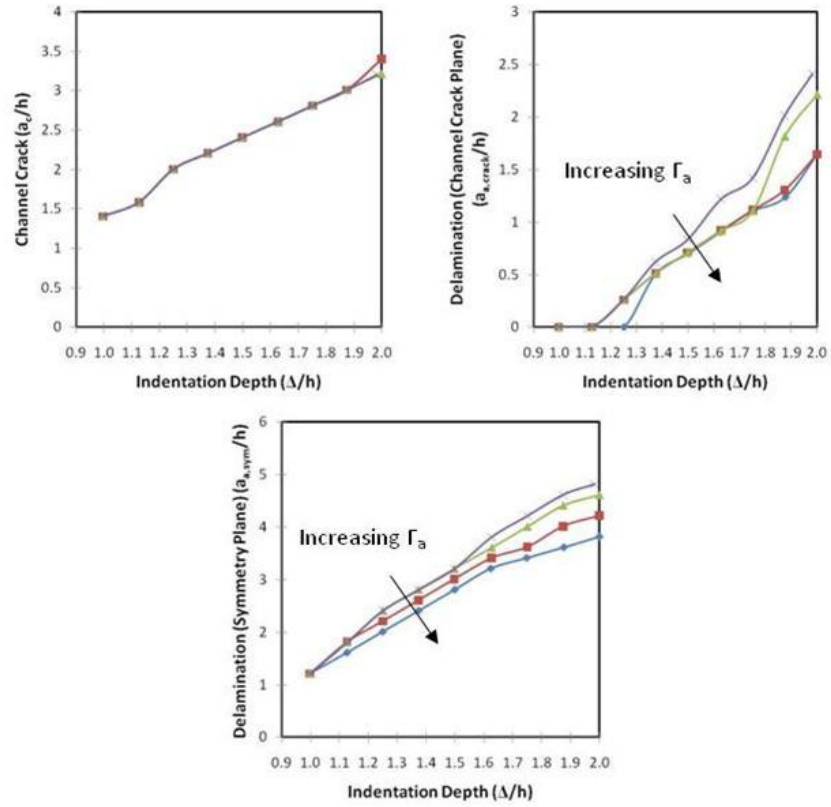 4
3.5
3
2.5
2
1.5
1
0.5
0
Channel Crack (a_c/h)
0.9 1.0 1.1 1.2 1.3 1.4 1.5 1.6 1.7 1.8 1.9 2.0
Indentation Depth (Δ/h)
3
2.5
2
1.5
1
0.5
0
Delamination (Channel Crack Plane)
(a_a,crack/h)
Increasing Γₐ
0.9 1.0 1.1 1.2 1.3 1.4 1.5 1.6 1.7 1.8 1.9 2.0
Indentation Depth (Δ/h)
6
5
4
3
2
1
0
Delamination (Symmetry Plane) (a_a,sym/h)
Increasing Γₐ
0.9 1.0 1.1 1.2 1.3 1.4 1.5 1.6 1.7 1.8 1.9 2.0
Indentation Depth (Δ/h)